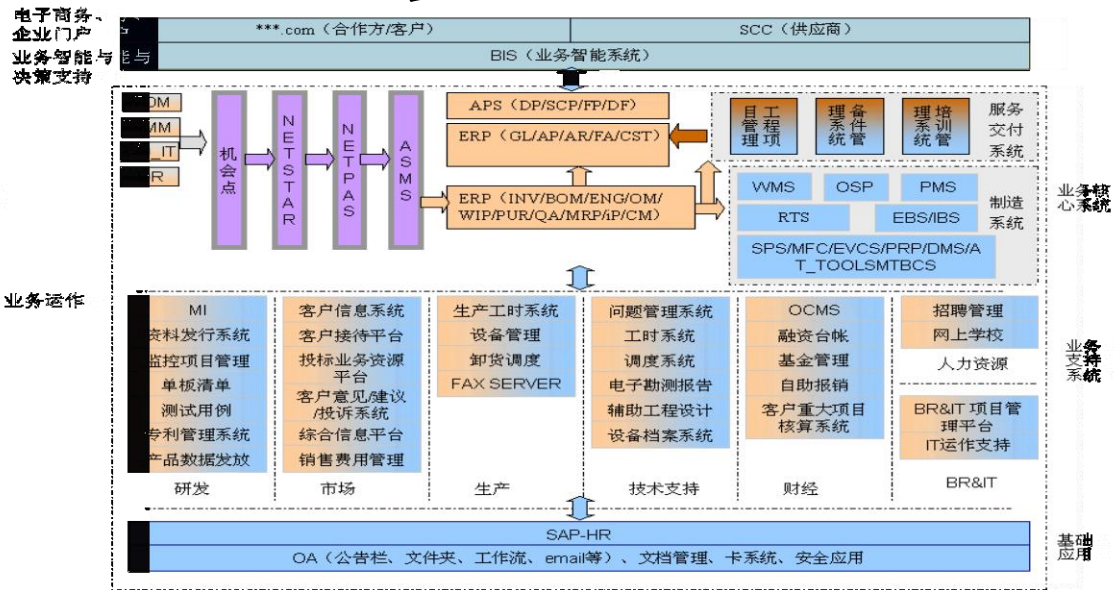 电子商务、
企业门户
***.com（合作方/客户）
SCC（供应商）
业务智能与
决策支持
BIS（业务智能系统）
机会点
NETSTAR
NETPAS
ASMS
APS（DP/SCP/FP/DF）
ERP（GL/AP/AR/FA/CST）
ERP（INV/BOM/ENG/OM/
WIP/PUR/QA/MRP/iP/CM）
工程项
目管理
备件管
理系统
培训管
理系统
服务
交付
系统
WMS
OSP
PMS
RTS
EBS/IBS
SPS/MFC/EVCS/PRP/DMS/A
T_TOOLSMTBCS
制造
系统
业务核
心系统
业务运作
MI
资料发行系统
监控项目管理
单板清单
测试用例
专利管理系统
产品数据发放
研发
客户信息系统
客户接待平台
投标业务资源
平台
客户意见/建议
/投诉系统
综合信息平台
销售费用管理
市场
生产工时系统
设备管理
卸货调度
FAX SERVER
生产
问题管理系统
工时系统
调度系统
电子勘测报告
辅助工程设计
设备档案系统
技术支持
OCMS
融资台帐
基金管理
自助报销
客户重大项目
核算系统
财经
招聘管理
网上学校
人力资源
BR&IT 项目管
理平台
IT运作支持
BR&IT
业务
支持
系统
SAP-HR
OA（公告栏、文件夹、工作流、email等）、文档管理、卡系统、安全应用
基础
应用